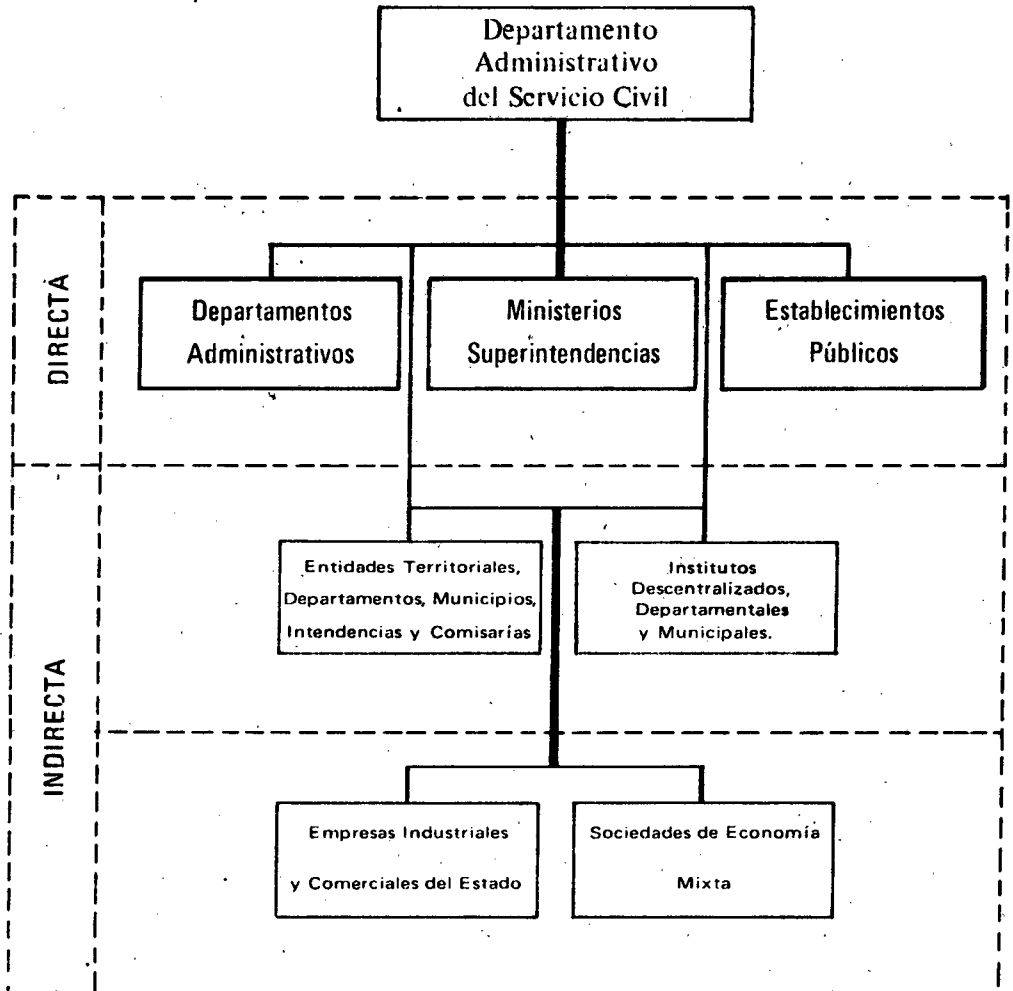 Departamento
Administrativo
del Servicio Civil
DIRECTA
Departamentos
Administrativos
Ministerios
Superintendencias
Establecimientos
Públicos
INDIRECTA
Entidades Territoriales,
Departamentos, Municipios,
Intendencias y Comisarías
Institutos
Descentralizados,
Departamentales
y Municipales.
Empresas Industriales
y Comerciales del Estado
Sociedades de Economía
Mixta